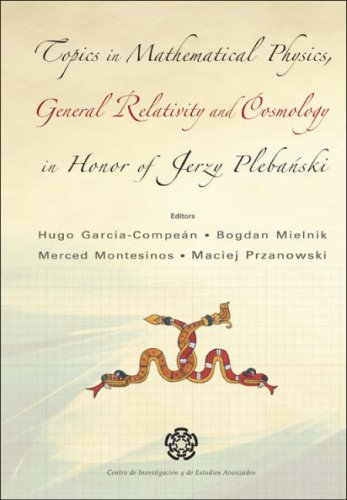 Topics in Mathematical Physics,
General Relativity and Cosmology
in Honor of Jerzy Plebański
Editors
Hugo García-Compeán • Bogdan Mielnik
Merced Montesinos • Maciej Przanowski
Centro de Investigación y de Estudios Avanzados